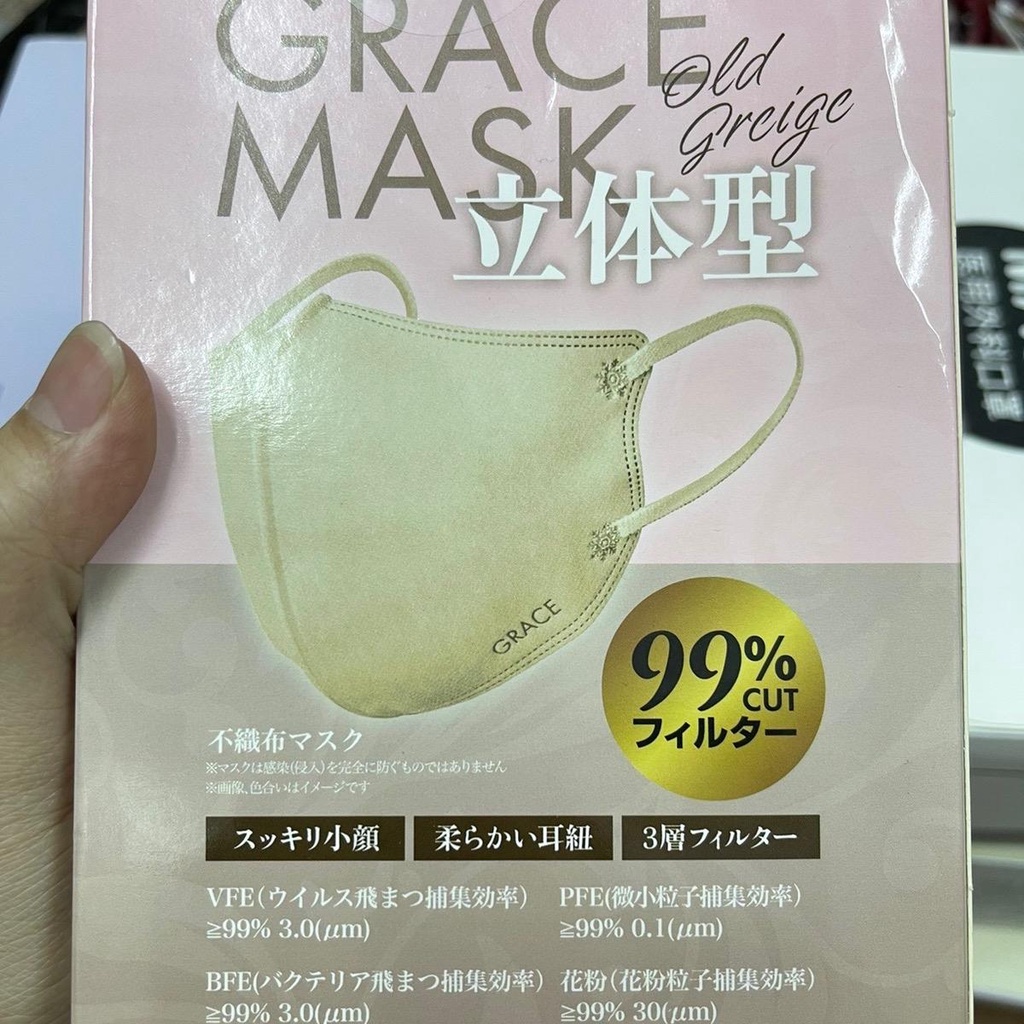 GRACE
MASK
Old
Greige
立体型
GRACE
99%
CUT
フィルター
不織布マスク
※マスクは感染(侵入)を完全に防ぐものではありません
※画像、色合いはイメージです
スッキリ小顔 柔らかい耳紐 3層フィルター
VFE(ウイルス飛まつ捕集効率) PFE(微小粒子捕集効率)
≧99% 3.0(μm) ≧99% 0.1(μm)
BFE(バクテリア飛まつ捕集効率) 花粉(花粉粒子捕集効率)
≧99% 3.0(μm) ≧99% 30(μm)
医用外科口罩